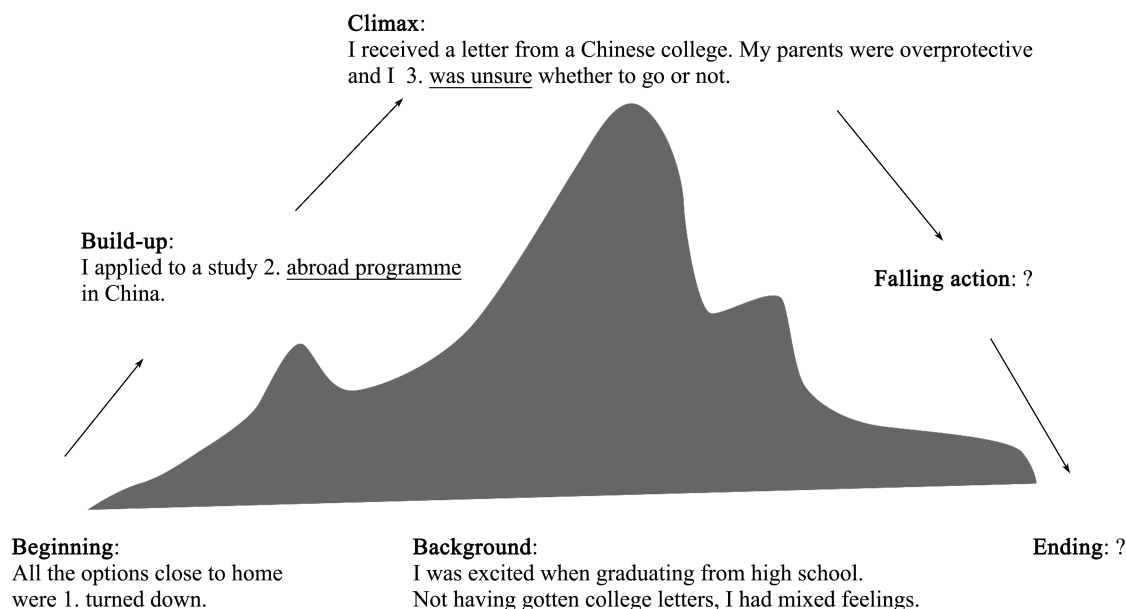 Climax:
I received a letter from a Chinese college. My parents were overprotective
and I 3. was unsure whether to go or not.
Build-up:
I applied to a study 2. abroad programme
in China.
Falling action: ?
Beginning:
All the options close to home
were 1. turned down.
Background:
I was excited when graduating from high school.
Not having gotten college letters, I had mixed feelings.
Ending: ?